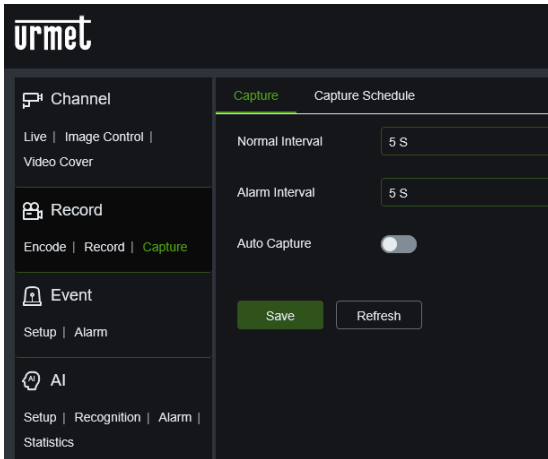 urmet
Channel
Live | Image Control |
Video Cover
Record
Encode | Record | Capture
Event
Setup | Alarm
AI
AI
Setup | Recognition | Alarm |
Statistics
Capture Capture Schedule
Normal Interval 5 S
Alarm Interval 5 S
Auto Capture
Save Refresh